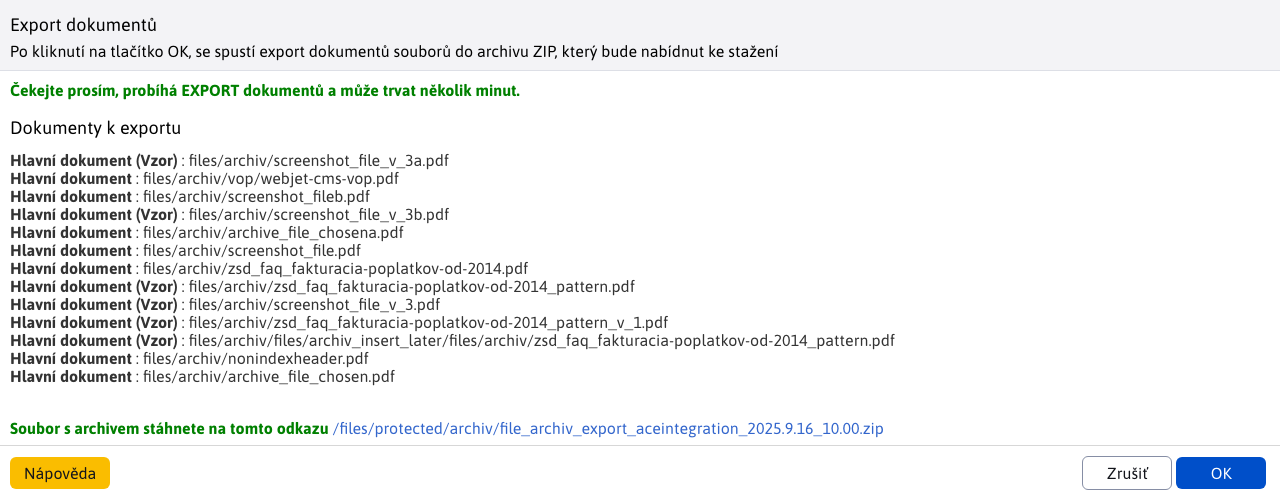 Export dokumentů
Po kliknutí na tlačítko OK, se spustí export dokumentů souborů do archivu ZIP, který bude nabídnut ke stažení
Čekejte prosím, probíhá EXPORT dokumentů a může trvat několik minut.
Dokumenty k exportu
Hlavní dokument (Vzor) : files/archiv/screenshot_file_v_3a.pdf
Hlavní dokument : files/archiv/vop/webjet-cms-vop.pdf
Hlavní dokument : files/archiv/screenshot_fileb.pdf
Hlavní dokument (Vzor) : files/archiv/screenshot_file_v_3b.pdf
Hlavní dokument : files/archiv/archive_file_chosena.pdf
Hlavní dokument : files/archiv/screenshot_file.pdf
Hlavní dokument : files/archiv/zsd_faq_fakturacia-poplatkov-od-2014.pdf
Hlavní dokument (Vzor) : files/archiv/zsd_faq_fakturacia-poplatkov-od-2014_pattern.pdf
Hlavní dokument (Vzor) : files/archiv/screenshot_file_v_3.pdf
Hlavní dokument (Vzor) : files/archiv/zsd_faq_fakturacia-poplatkov-od-2014_pattern_v_1.pdf
Hlavní dokument (Vzor) : files/archiv/files/archiv_insert_later/files/archiv/zsd_faq_fakturacia-poplatkov-od-2014_pattern.pdf
Hlavní dokument : files/archiv/nonindexheader.pdf
Hlavní dokument : files/archiv/archive_file_chosen.pdf
Soubor s archivem stáhnete na tomto odkazu /files/protected/archiv/file_archiv_export_aceintegration_2025.9.16_10.00.zip
Nápověda
Zrušiť
OK